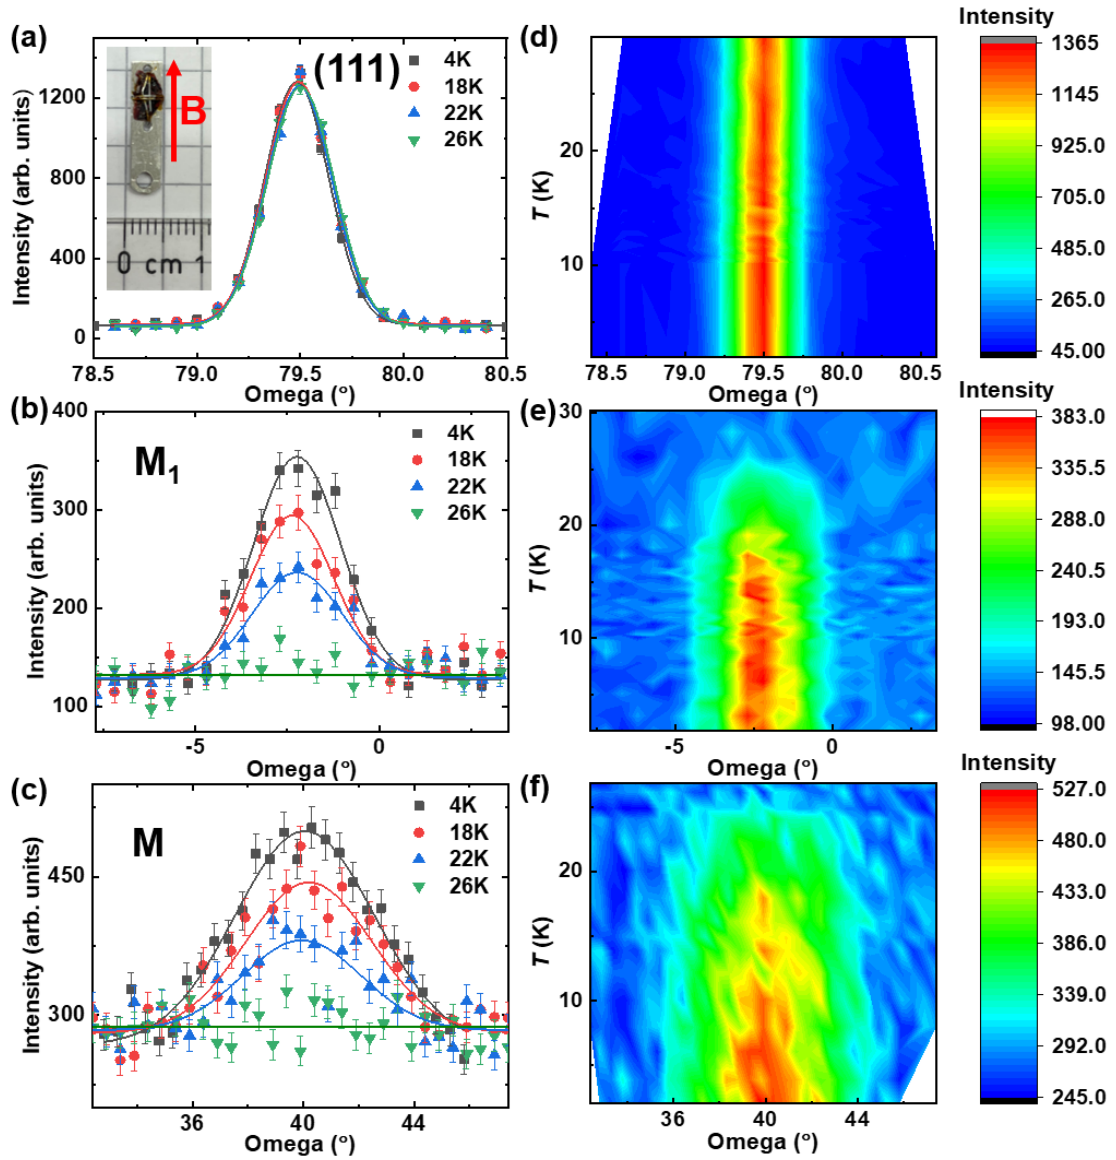 (a)
(111)
4K
18K
22K
26K
B
0 cm 1
Intensity (arb. units)
1200
800
400
0
78.5 79.0 79.5 80.0 80.5
Omega (°)
(d)
T (K)
20
10
78.5 79.0 79.5 80.0 80.5
Omega (°)
Intensity
1365
1145
925.0
705.0
485.0
265.0
45.00
(b)
M1
4K
18K
22K
26K
Intensity (arb. units)
400
300
200
100
-5 0
Omega (°)
(e)
T (K)
30
20
10
-5 0
Omega (°)
Intensity
383.0
335.5
288.0
240.5
193.0
145.5
98.00
(c)
M
4K
18K
22K
26K
Intensity (arb. units)
450
300
36 40 44
Omega (°)
(f)
T (K)
20
10
36 40 44
Omega (°)
Intensity
527.0
480.0
433.0
386.0
339.0
292.0
245.0